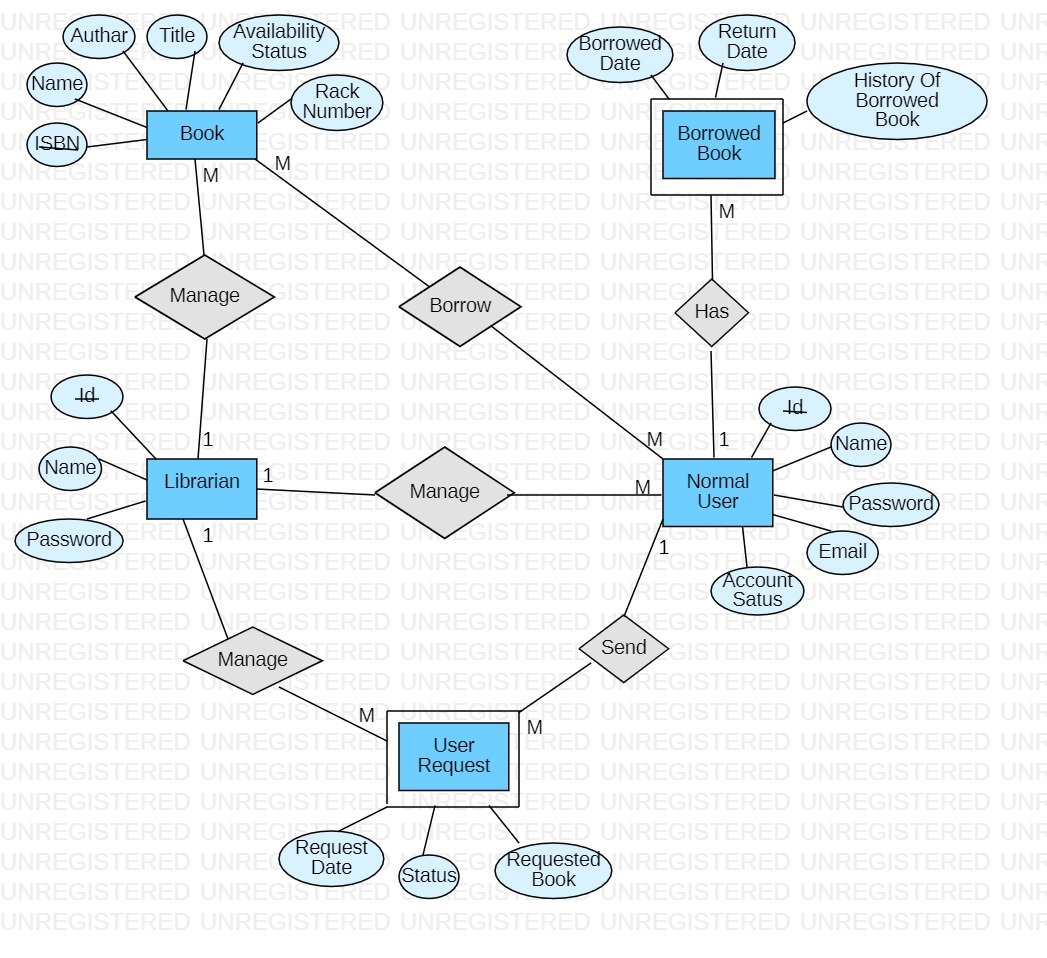 Authar
Title
Availability
Status
Name
Rack
Number
ISBN
Book
Borrowed
Date
Return
Date
History Of
Borrowed
Book
Borrowed
Book
M
M
M
Manage
Borrow
Has
Id
1
M
1
Id
Name
Name
Librarian
1
Manage
M
Normal
User
Password
Password
1
1
Email
Account
Satus
Manage
Send
M
M
User
Request
Request
Date
Status
Requested
Book
UNREGISTERED